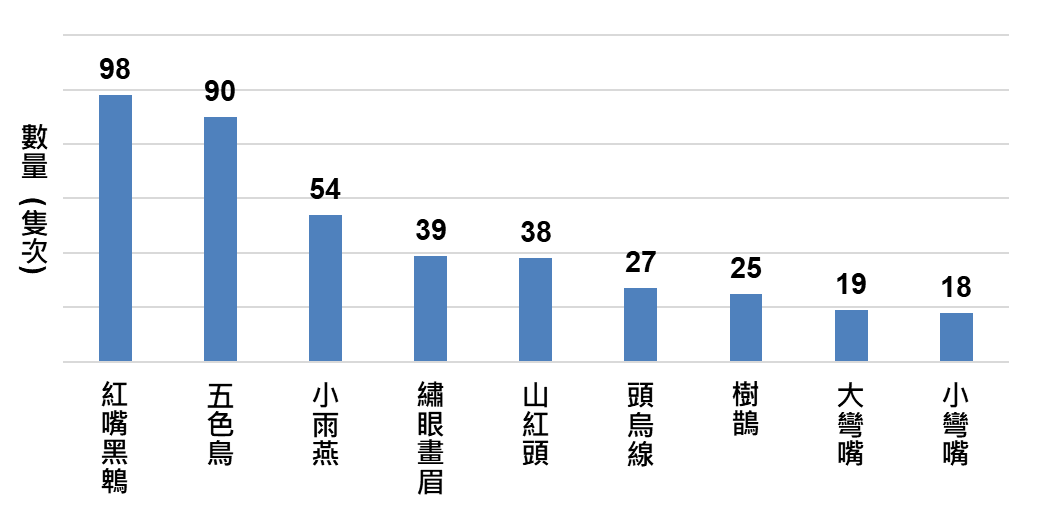 數量 (隻次)
98
90
54
39
38
27
25
19
18
紅嘴黑鵯
五色鳥
小雨燕
繡眼畫眉
山紅頭
頭烏線
樹鵲
大彎嘴
小彎嘴